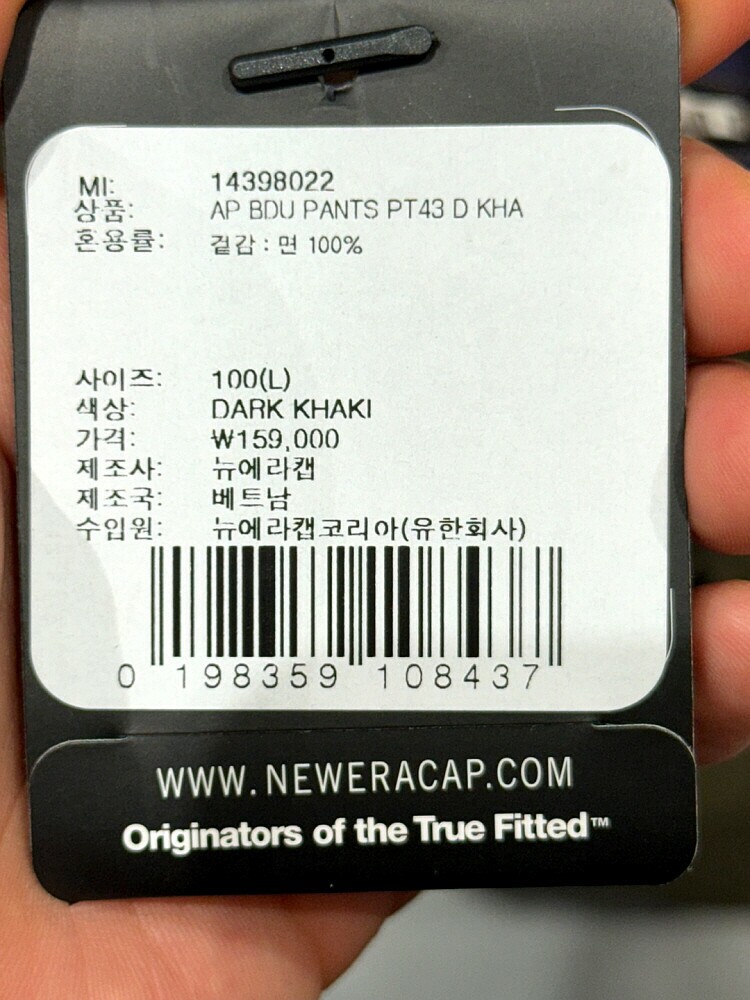 MI: 14398022
상품: AP BDU PANTS PT43 D KHA
혼용률: 겉감 : 면 100%
사이즈: 100(L)
색상: DARK KHAKI
가격: ₩159,000
제조사: 뉴에라캡
제조국: 베트남
수입원: 뉴에라캡코리아(유한회사)
0 198359 108437
WWW.NEWERACAP.COM
Originators of the True Fitted™